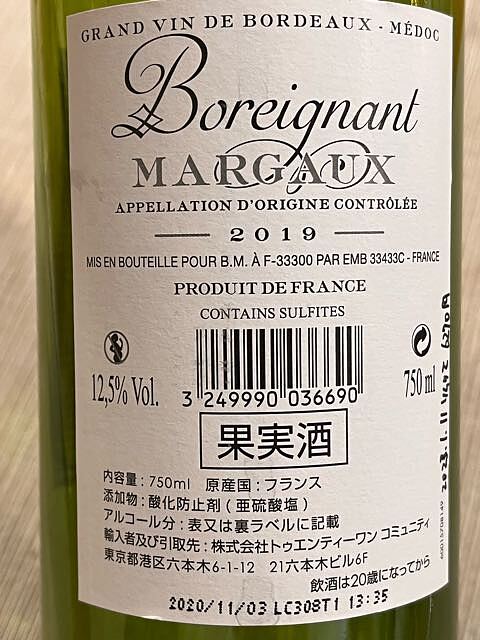 GRAND VIN DE BORDEAUX - MÉDOC
Boreignant
MARGAUX
APPELLATION D'ORIGINE CONTRÔLÉE
2019
MIS EN BOUTEILLE POUR B.M. À F-33300 PAR EMB 33433C - FRANCE
PRODUIT DE FRANCE
CONTAINS SULFITES
12,5% Vol.
3 249990 036690
750 ml
果実酒
内容量：750ml 原産国：フランス
添加物：酸化防止剤（亜硫酸塩）
アルコール分：表又は裏ラベルに記載
輸入者及び引取先：株式会社トゥエンティーワン コミュニティ
東京都港区六本木6-1-12 21六本木ビル6F
飲酒は20歳になってから
2020/11/03 LC308T1 13:35
2023.1.11